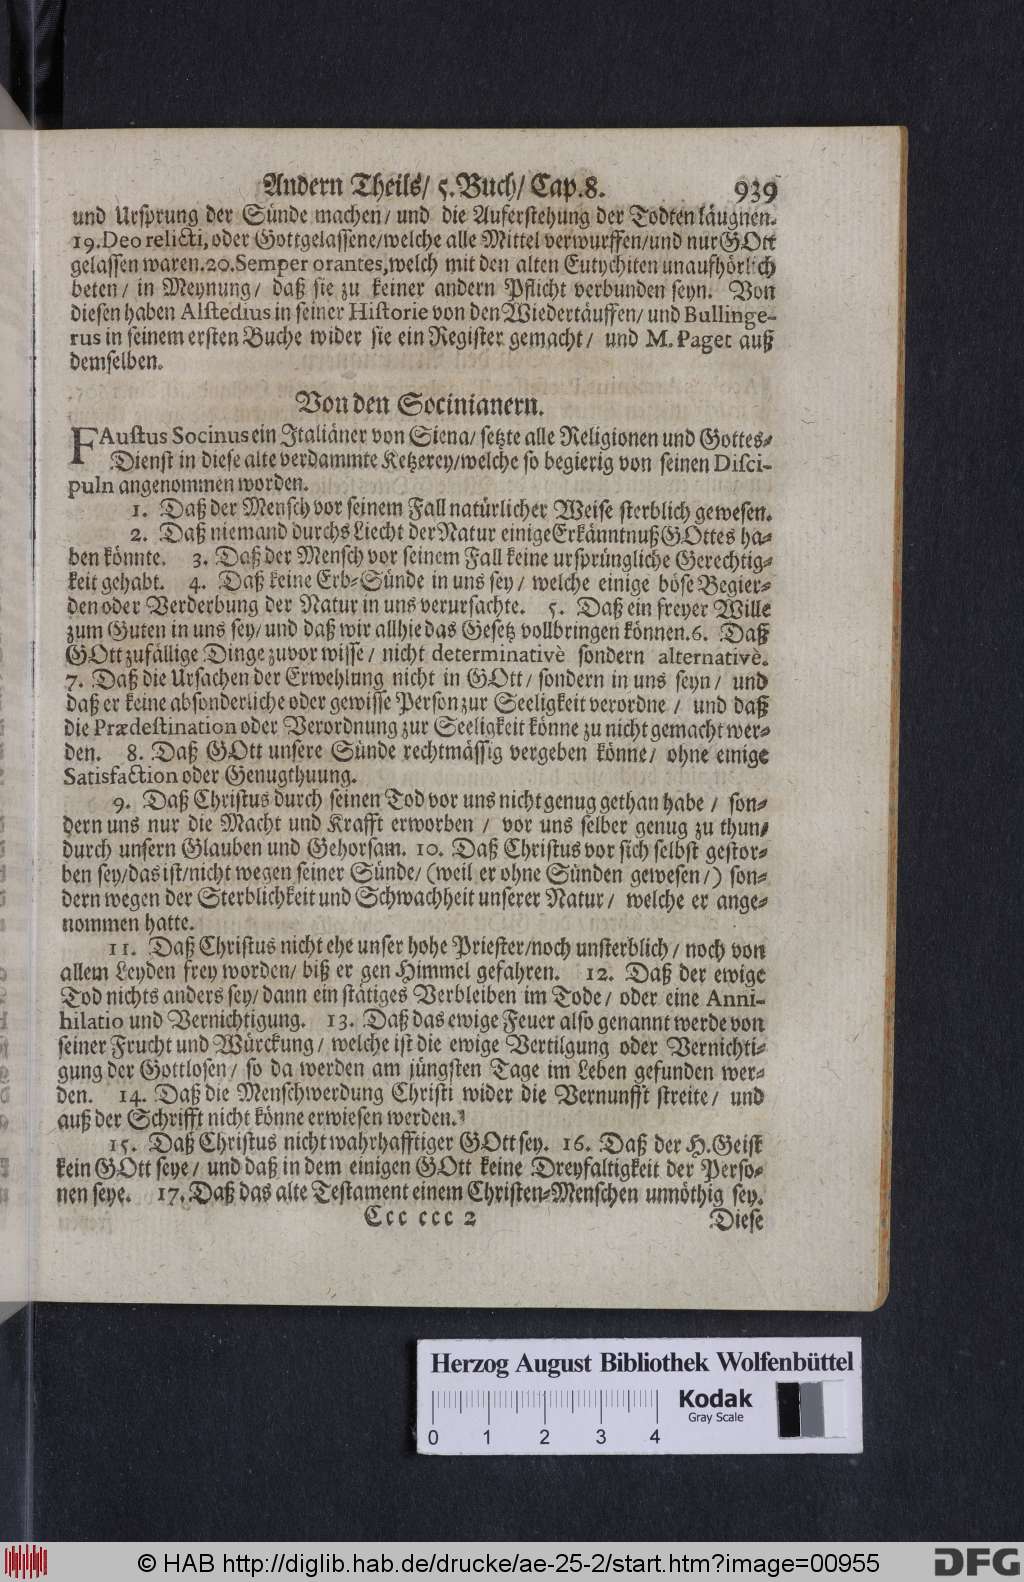 Andern Theils/ 5. Buch/ Cap. 8. 939
und Ursprung der Sünde machen/ und die Auferstehung der Todten läugnen.
19. Deo relicti, oder Gottgelassene/ welche alle Mittel verwurffen/ und nur GOtt
gelassen waren. 20. Semper orantes, welch mit den alten Eutychiten unaufhörlich
beten/ in Meynung/ daß sie zu keiner andern Pflicht verbunden seyn. Von
diesen haben Alstedius in seiner Historie von den Wiedertäuffen/ und Bullinge-
rus in seinem ersten Buche wider sie ein Register gemacht/ und M. Paget auß
demselben.
Von den Socinianern.
FAustus Socinus ein Italiäner von Siena/ setzte alle Religionen und Gottes-
Dienst in diese alte verdammte Ketzerey/ welche so begierig von seinen Disci-
puln angenommen worden.
1. Daß der Mensch vor seinem Fall natürlicher Weise sterblich gewesen.
2. Daß niemand durchs Liecht der Natur einige Erkänntnuß GOttes ha-
ben könnte. 3. Daß der Mensch vor seinem Fall keine ursprüngliche Gerechtig-
keit gehabt. 4. Daß keine Erb-Sünde in uns sey/ welche einige böse Begier-
den oder Verderbung der Natur in uns verursachte. 5. Daß ein freyer Wille
zum Guten in uns sey/ und daß wir allhie das Gesetz vollbringen können. 6. Daß
GOtt zufällige Dinge zuvor wisse/ nicht determinativè sondern alternativè.
7. Daß die Ursachen der Erwehlung nicht in GOtt/ sondern in uns seyn/ und
daß er keine absonderliche oder gewisse Person zur Seeligkeit verordne/ und daß
die Prædestination oder Verordnung zur Seeligkeit könne zu nicht gemacht wer-
den. 8. Daß GOtt unsere Sünde rechtmässig vergeben könne/ ohne einige
Satisfaction oder Genugthuung.
9. Daß Christus durch seinen Tod vor uns nicht genug gethan habe/ son-
dern uns nur die Macht und Krafft erworben/ vor uns selber genug zu thun/
durch unsern Glauben und Gehorsam. 10. Daß Christus vor sich selbst gestor-
ben sey/ das ist/ nicht wegen seiner Sünde/ (weil er ohne Sünden gewesen/) son-
dern wegen der Sterblichkeit und Schwachheit unserer Natur/ welche er ange-
nommen hatte.
11. Daß Christus nicht ehe unser hohe Priester/ noch unsterblich/ noch von
allem Leyden frey worden/ biß er gen Himmel gefahren. 12. Daß der ewige
Tod nichts anders sey/ dann ein stätiges Verbleiben im Tode/ oder eine Anni-
hilatio und Vernichtigung. 13. Daß das ewige Feuer also genannt werde von
seiner Frucht und Würckung/ welche ist die ewige Vertilgung oder Vernichti-
gung der Gottlosen/ so da werden am jüngsten Tage im Leben gefunden wer-
den. 14. Daß die Menschwerdung Christi wider die Vernunfft streite/ und
auß der Schrifft nicht könne erwiesen werden.
15. Daß Christus nicht wahrhafftiger GOtt sey. 16. Daß der H. Geist
kein GOtt seye/ und daß in dem einigen GOtt keine Dreyfaltigkeit der Perso-
nen seye. 17. Daß das alte Testament einem Christen-Menschen unnöthig sey.
Ccc ccc 2 Diese
Herzog August Bibliothek Wolfenbüttel
Kodak
Gray Scale
0 1 2 3 4
© HAB http://diglib.hab.de/drucke/ae-25-2/start.htm?image=00955
DFG